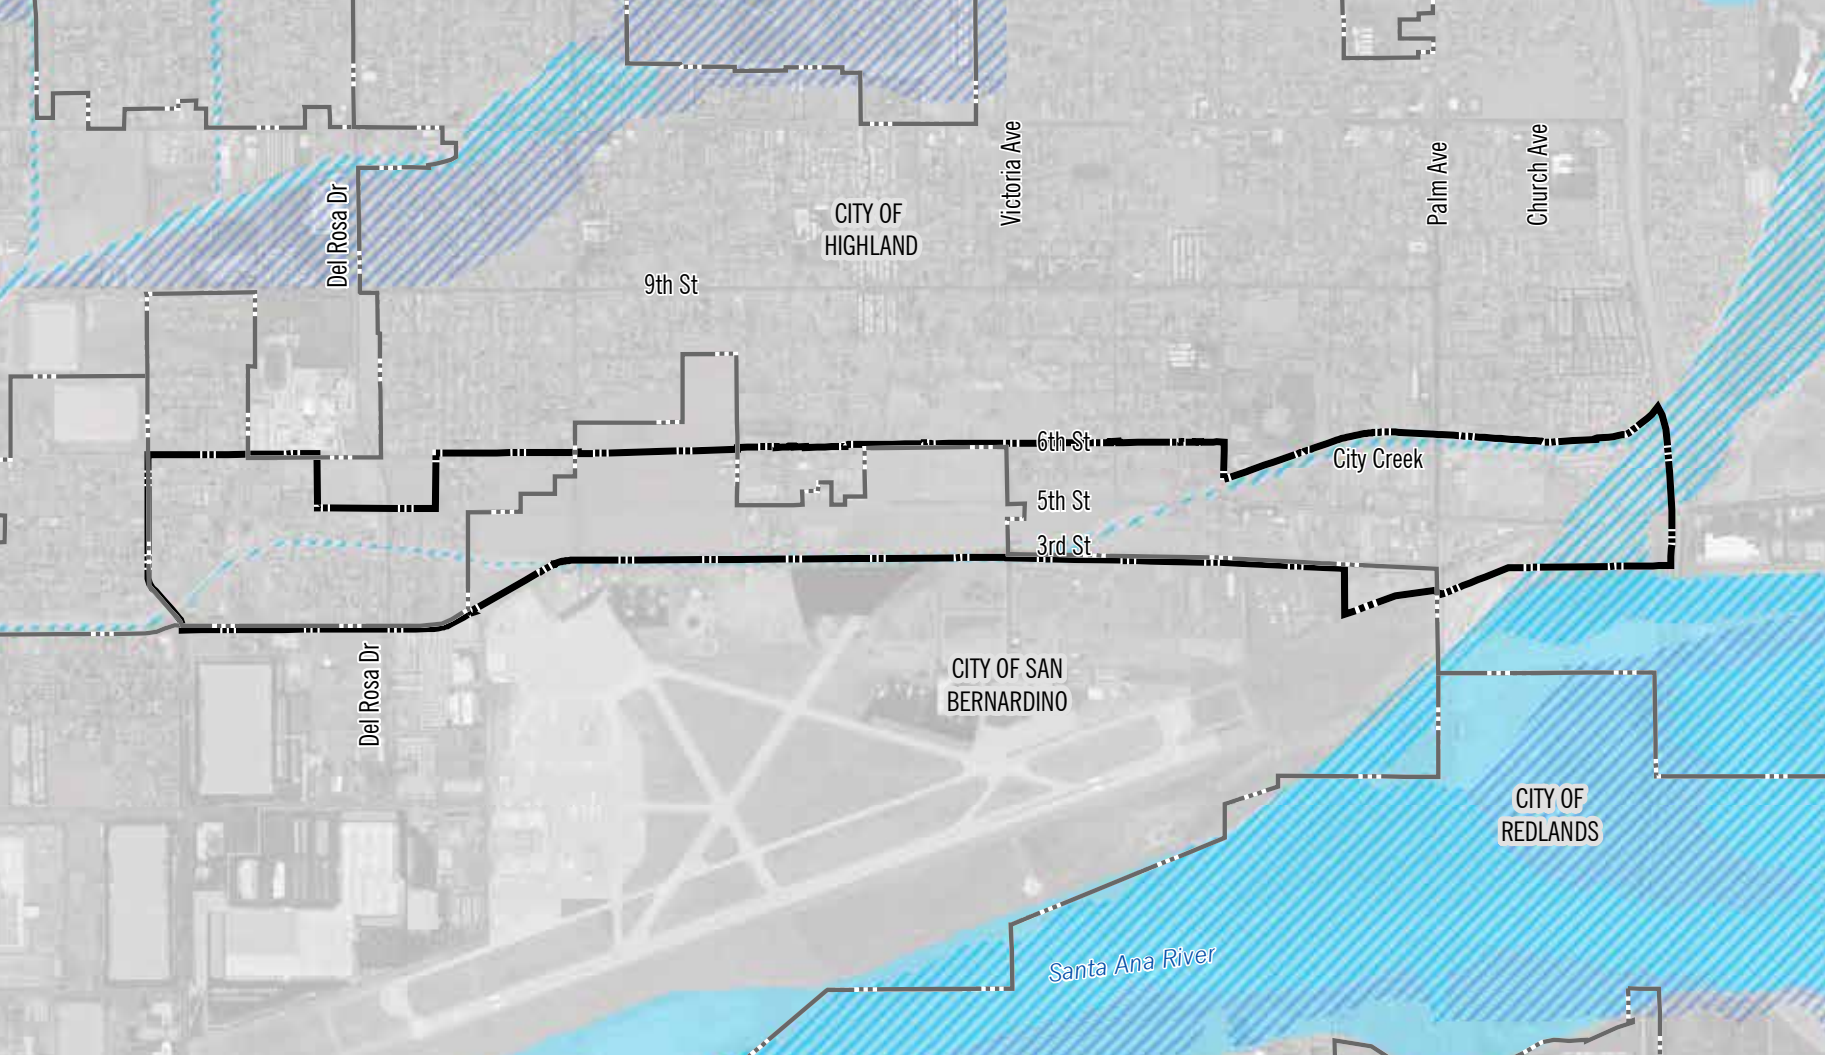 Victoria Ave
Palm Ave
Church Ave
Del Rosa Dr
CITY OF
HIGHLAND
9th St
6th St
City Creek
5th St
3rd St
Del Rosa Dr
CITY OF SAN
BERNARDINO
CITY OF
REDLANDS
Santa Ana River